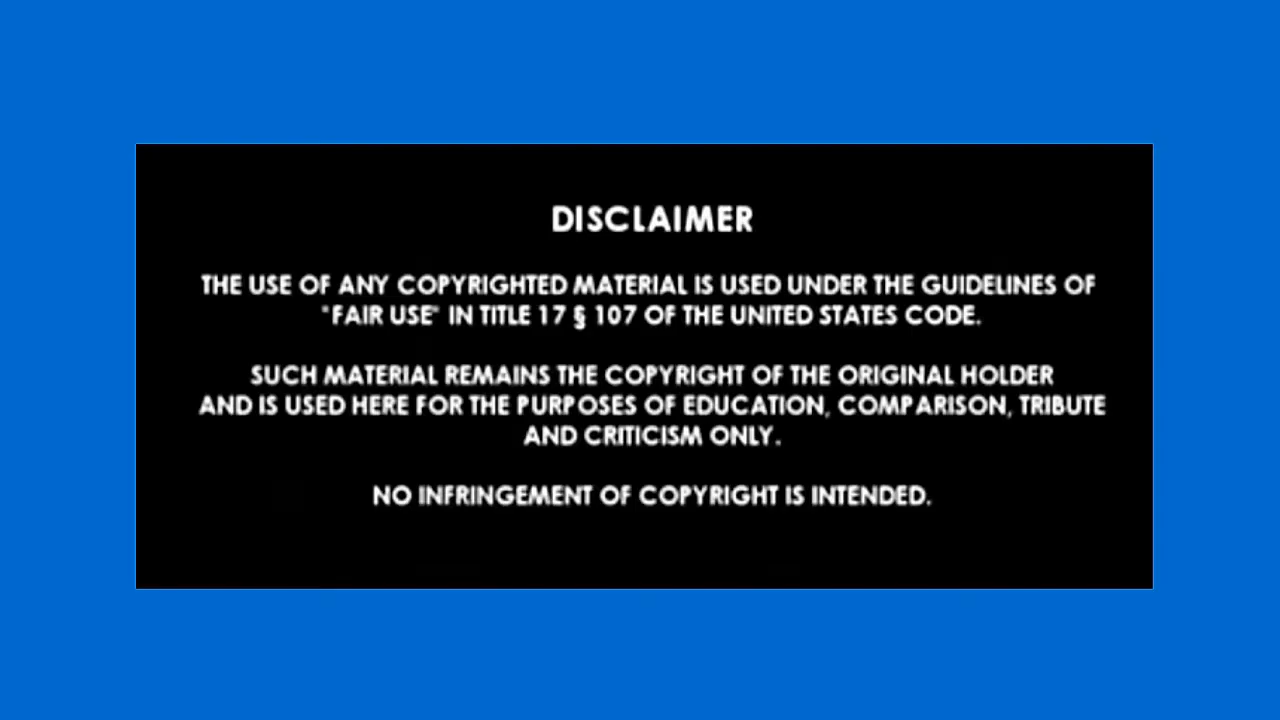 DISCLAIMER
THE USE OF ANY COPYRIGHTED MATERIAL IS USED UNDER THE GUIDELINES OF
"FAIR USE" IN TITLE 17 § 107 OF THE UNITED STATES CODE.
SUCH MATERIAL REMAINS THE COPYRIGHT OF THE ORIGINAL HOLDER
AND IS USED HERE FOR THE PURPOSES OF EDUCATION, COMPARISON, TRIBUTE
AND CRITICISM ONLY.
NO INFRINGEMENT OF COPYRIGHT IS INTENDED.